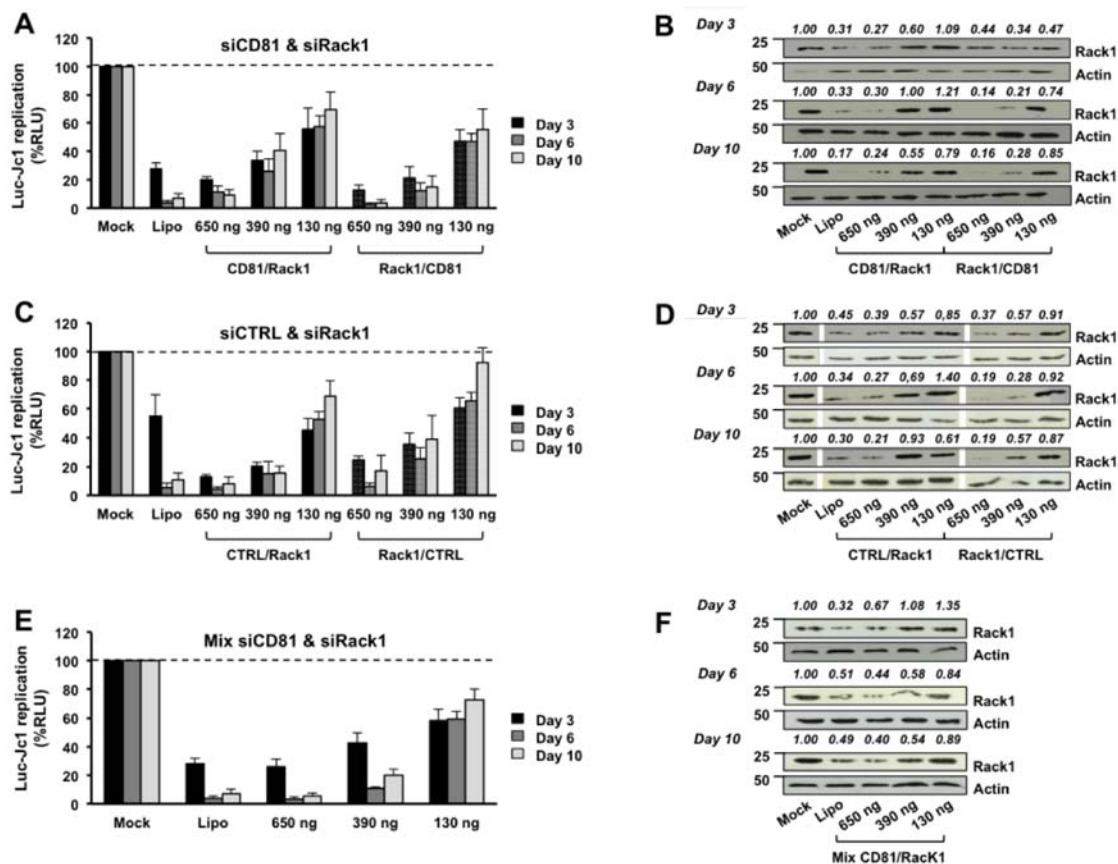 A
siCD81 & siRack1
Luc-Jc1 replication
(%RLU)
120
100
80
60
40
20
0
Day 3
Day 6
Day 10
Mock Lipo 650 ng 390 ng 130 ng 650 ng 390 ng 130 ng
CD81/Rack1 Rack1/CD81
B
Day 3 1.00 0.31 0.27 0.60 1.09 0.44 0.34 0.47
25 Rack1
50 Actin
Day 6 1.00 0.33 0.30 1.00 1.21 0.14 0.21 0.74
25 Rack1
50 Actin
Day 10 1.00 0.17 0.24 0.55 0.79 0.16 0.28 0.85
25 Rack1
50 Actin
Mock Lipo 650 ng 390 ng 130 ng 650 ng 390 ng 130 ng
CD81/Rack1 Rack1/CD81
C
siCTRL & siRack1
Luc-Jc1 replication
(%RLU)
120
100
80
60
40
20
0
Day 3
Day 6
Day 10
Mock Lipo 650 ng 390 ng 130 ng 650 ng 390 ng 130 ng
CTRL/Rack1 Rack1/CTRL
D
Day 3 1.00 0.45 0.39 0.57 0,85 0.37 0.57 0.91
25 Rack1
50 Actin
Day 6 1.00 0.34 0.27 0,69 1.40 0.19 0.28 0.92
25 Rack1
50 Actin
Day 10 1.00 0.30 0.21 0.93 0.61 0.19 0.57 0.87
25 Rack1
50 Actin
Mock Lipo 650 ng 390 ng 130 ng 650 ng 390 ng 130 ng
CTRL/Rack1 Rack1/CTRL
E
Mix siCD81 & siRack1
Luc-Jc1 replication
(%RLU)
120
100
80
60
40
20
0
Day 3
Day 6
Day 10
Mock Lipo 650 ng 390 ng 130 ng
F
Day 3 1.00 0.32 0.67 1.08 1.35
25 Rack1
50 Actin
Day 6 1.00 0.51 0.44 0.58 0.84
25 Rack1
50 Actin
Day 10 1.00 0.49 0.40 0.54 0.89
25 Rack1
50 Actin
Mock Lipo 650 ng 390 ng 130 ng
Mix CD81/RacK1